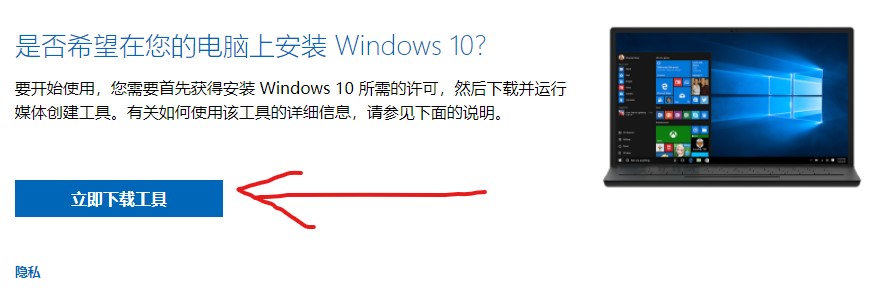 是否希望在您的电脑上安装 Windows 10？
要开始使用，您需要首先获得安装 Windows 10 所需的许可，然后下载并运行
媒体创建工具。有关如何使用该工具的详细信息，请参见下面的说明。
立即下载工具
隐私